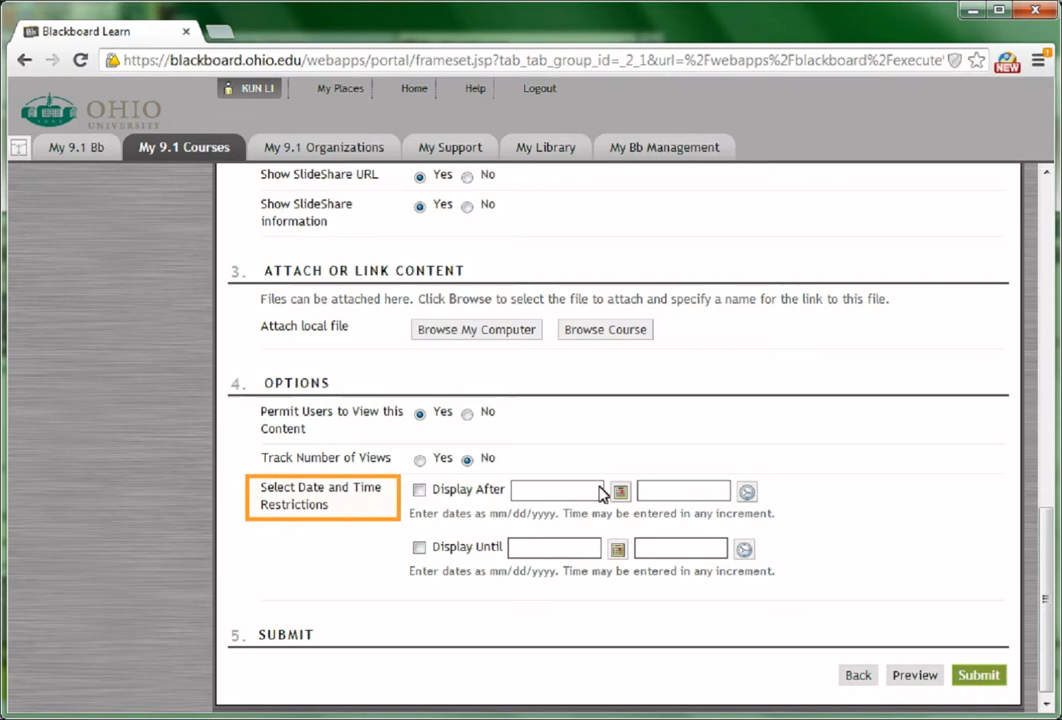 Blackboard Learn
https://blackboard.ohio.edu/webapps/portal/frameset.jsp?tab_tab_group_id=_2_1&url=%2Fwebapps%2Fblackboard%2Fexecute'
NEW
KUN LI
My Places
Home
Help
Logout
OHIO
UNIVERSITY
My 9.1 Bb
My 9.1 Courses
My 9.1 Organizations
My Support
My Library
My Bb Management
Show SlideShare URL
Yes
No
Show SlideShare
information
Yes
No
3. ATTACH OR LINK CONTENT
Files can be attached here. Click Browse to select the file to attach and specify a name for the link to this file.
Attach local file
Browse My Computer
Browse Course
4. OPTIONS
Permit Users to View this
Content
Yes
No
Track Number of Views
Yes
No
Select Date and Time
Restrictions
Display After
Enter dates as mm/dd/yyyy. Time may be entered in any increment.
Display Until
Enter dates as mm/dd/yyyy. Time may be entered in any increment.
5. SUBMIT
Back
Preview
Submit